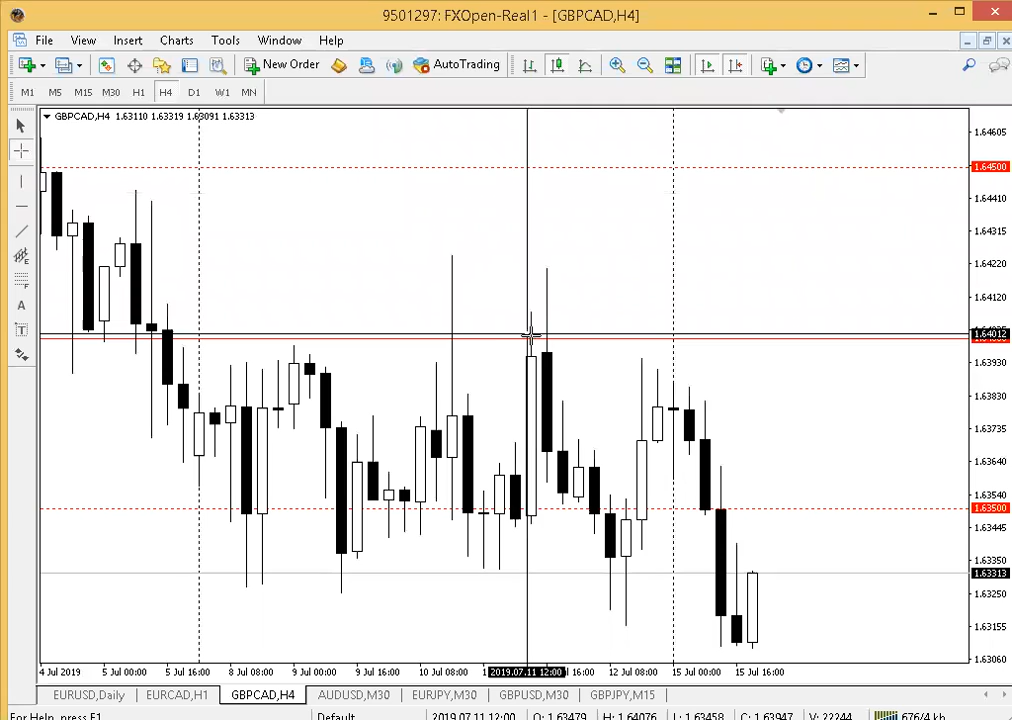 9501297: FXOpen-Real1 - [GBPCAD,H4]
File View Insert Charts Tools Window Help
New Order AutoTrading
M1 M5 M15 M30 H1 H4 D1 W1 MN
GBPCAD,H4 1.63110 1.63319 1.63091 1.63313
1.64605
1.64500
1.64410
1.64315
1.64220
1.64120
1.64012
1.63930
1.63830
1.63735
1.63640
1.63540
1.63500
1.63445
1.63350
1.63313
1.63250
1.63155
1.63060
4 Jul 2019 5 Jul 00:00 5 Jul 16:00 8 Jul 08:00 9 Jul 00:00 9 Jul 16:00 10 Jul 08:00 1 2019.07.11 12:00 ul 16:00 12 Jul 08:00 15 Jul 00:00 15 Jul 16:00
EURUSD,Daily EURCAD,H1 GBPCAD,H4 AUDUSD,M30 EURJPY,M30 GBPUSD,M30 GBPJPY,M15
For Help, press F1 Default 2019.07.11 12:00 O: 1.63479 H: 1.64076 L: 1.63458 C: 1.63947 V: 22244 676/4 kb